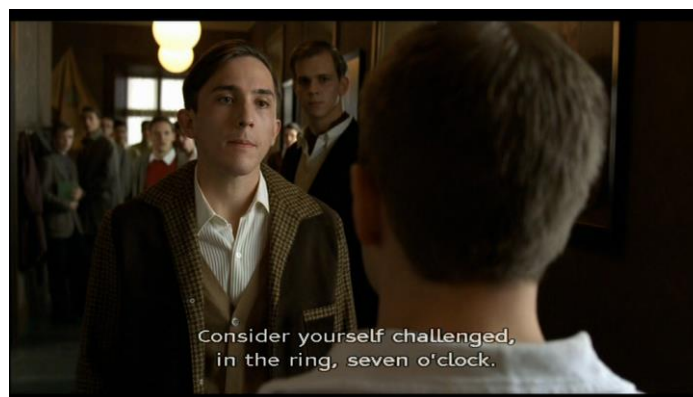 Consider yourself challenged,
in the ring, seven o'clock.